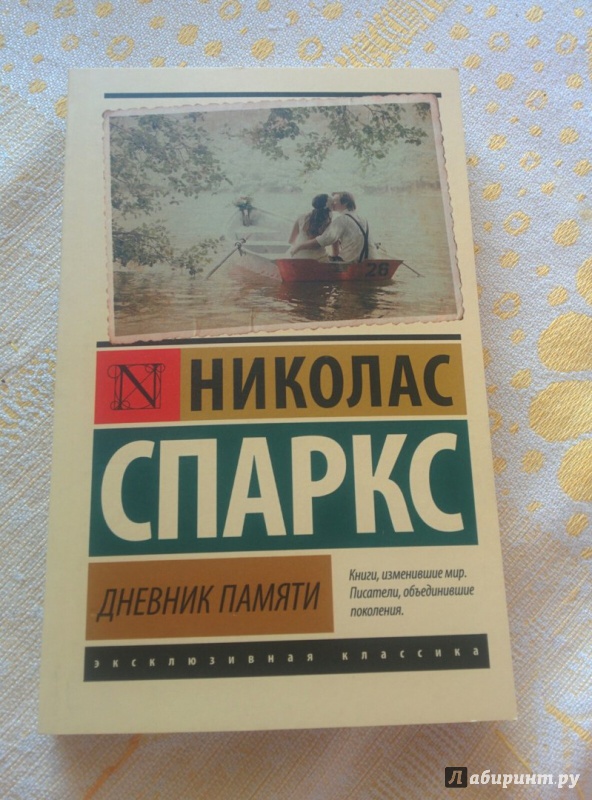 28
N
НИКОЛАС
СПАРКС
ДНЕВНИК ПАМЯТИ
Книги, изменившие мир.
Писатели, объединившие
поколения.
эксклюзивная классика
Лабиринт.ру